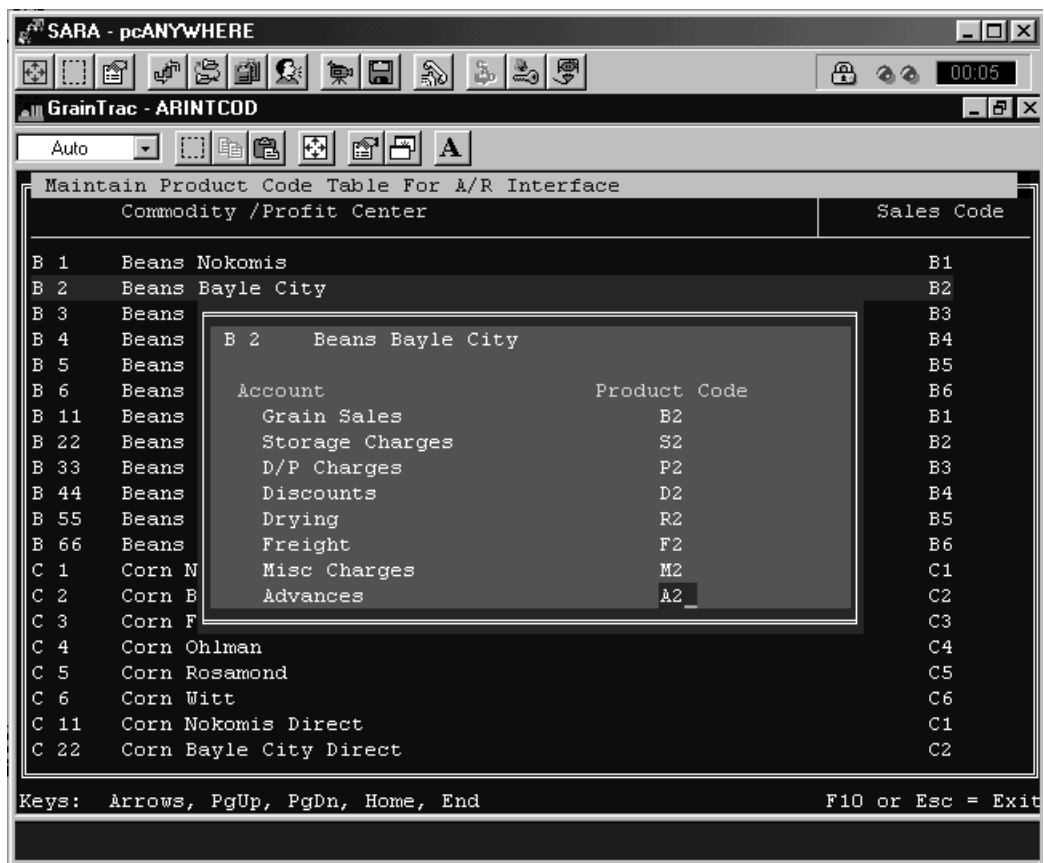 SARA - pcANYWHERE
00:05
GrainTrac - ARINTCOD
Auto
A
Maintain Product Code Table For A/R Interface
Commodity /Profit Center Sales Code
B 1 Beans Nokomis B1
B 2 Beans Bayle City B2
B 3 Beans B3
B 4 Beans B4
B 5 Beans B5
B 6 Beans B6
B 11 Beans B1
B 22 Beans B2
B 33 Beans B3
B 44 Beans B4
B 55 Beans B5
B 66 Beans B6
C 1 Corn N C1
C 2 Corn B C2
C 3 Corn F C3
C 4 Corn Ohlman C4
C 5 Corn Rosamond C5
C 6 Corn Witt C6
C 11 Corn Nokomis Direct C1
C 22 Corn Bayle City Direct C2
B 2 Beans Bayle City
Account Product Code
Grain Sales B2
Storage Charges S2
D/P Charges P2
Discounts D2
Drying R2
Freight F2
Misc Charges M2
Advances A2_
Keys: Arrows, PgUp, PgDn, Home, End F10 or Esc = Exit